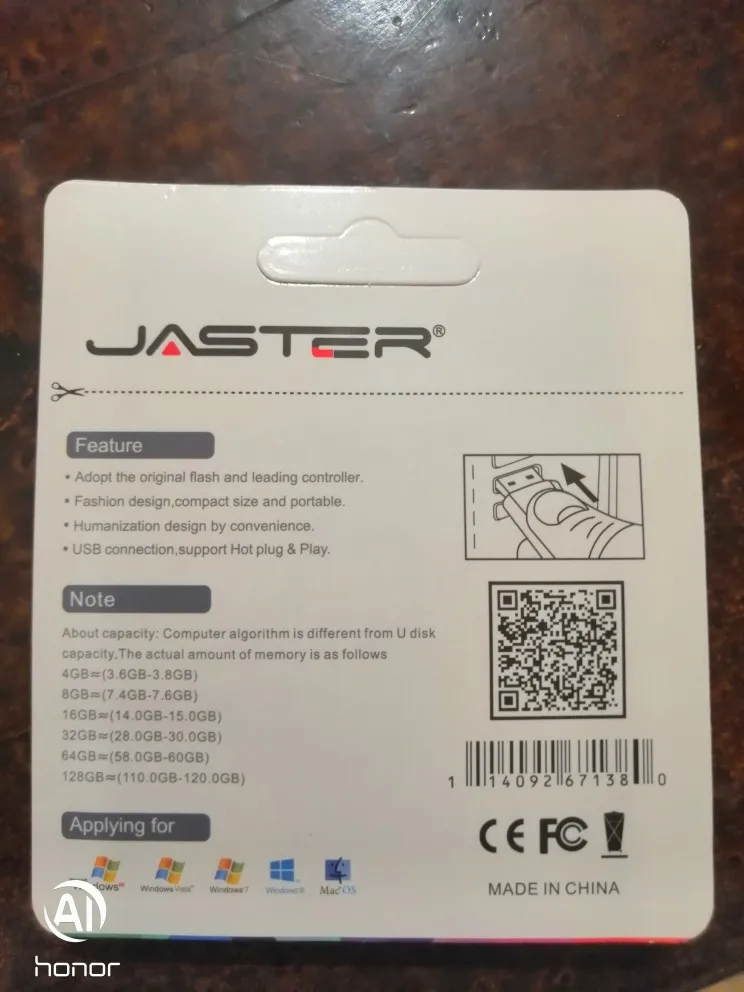 JASTER®
Feature
• Adopt the original flash and leading controller.
• Fashion design,compact size and portable.
• Humanization design by convenience.
• USB connection,support Hot plug & Play.
Note
About capacity: Computer algorithm is different from U disk
capacity,The actual amount of memory is as follows
4GB≈(3.6GB-3.8GB)
8GB≈(7.4GB-7.6GB)
16GB≈(14.0GB-15.0GB)
32GB≈(28.0GB-30.0GB)
64GB≈(58.0GB-60GB)
128GB≈(110.0GB-120.0GB)
1 14092 67138 0
Applying for
CE FC
Windows Vista Windows 7 Windows 8 Mac OS
MADE IN CHINA
AI
honor